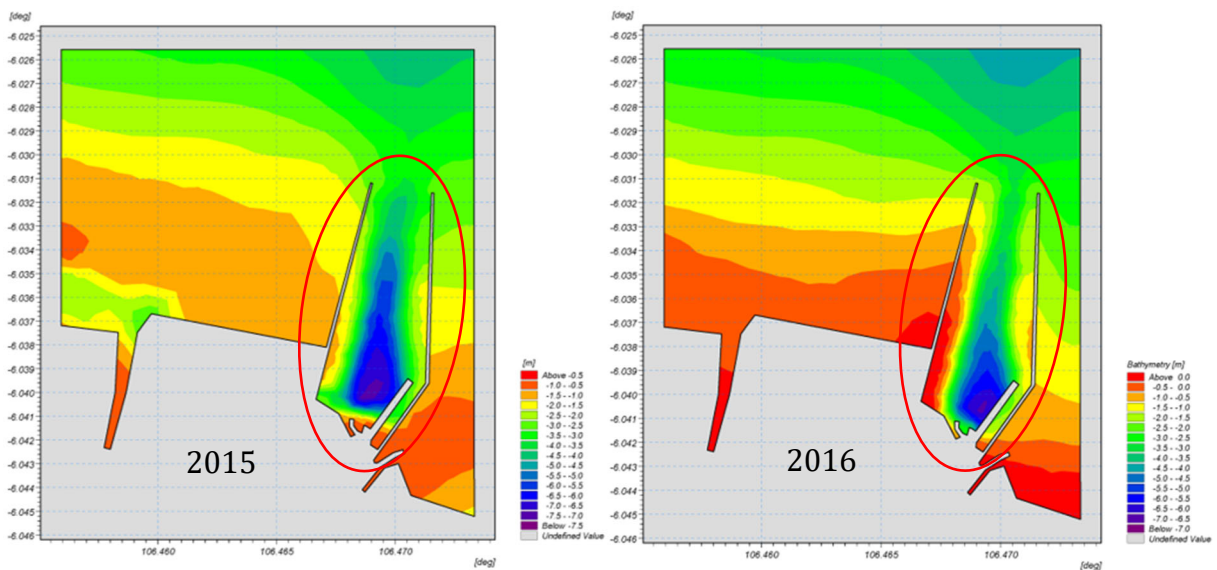 [deg]
-6.025
-6.026
-6.027
-6.028
-6.029
-6.030
-6.031
-6.032
-6.033
-6.034
-6.035
-6.036
-6.037
-6.038
-6.039
-6.040
-6.041
-6.042
-6.043
-6.044
-6.045
-6.046
2015
106.460
106.465
106.470
[deg]
[m]
Above -0.5
-1.0 - -0.5
-1.5 - -1.0
-2.0 - -1.5
-2.5 - -2.0
-3.0 - -2.5
-3.5 - -3.0
-4.0 - -3.5
-4.5 - -4.0
-5.0 - -4.5
-5.5 - -5.0
-6.0 - -5.5
-6.5 - -6.0
-7.0 - -6.5
-7.5 - -7.0
Below -7.5
Undefined Value
[deg]
-6.025
-6.026
-6.027
-6.028
-6.029
-6.030
-6.031
-6.032
-6.033
-6.034
-6.035
-6.036
-6.037
-6.038
-6.039
-6.040
-6.041
-6.042
-6.043
-6.044
-6.045
-6.046
2016
106.460
106.465
106.470
[deg]
Bathymetry [m]
Above 0.0
-0.5 - 0.0
-1.0 - -0.5
-1.5 - -1.0
-2.0 - -1.5
-2.5 - -2.0
-3.0 - -2.5
-3.5 - -3.0
-4.0 - -3.5
-4.5 - -4.0
-5.0 - -4.5
-5.5 - -5.0
-6.0 - -5.5
-6.5 - -6.0
-7.0 - -6.5
Below -7.0
Undefined Value